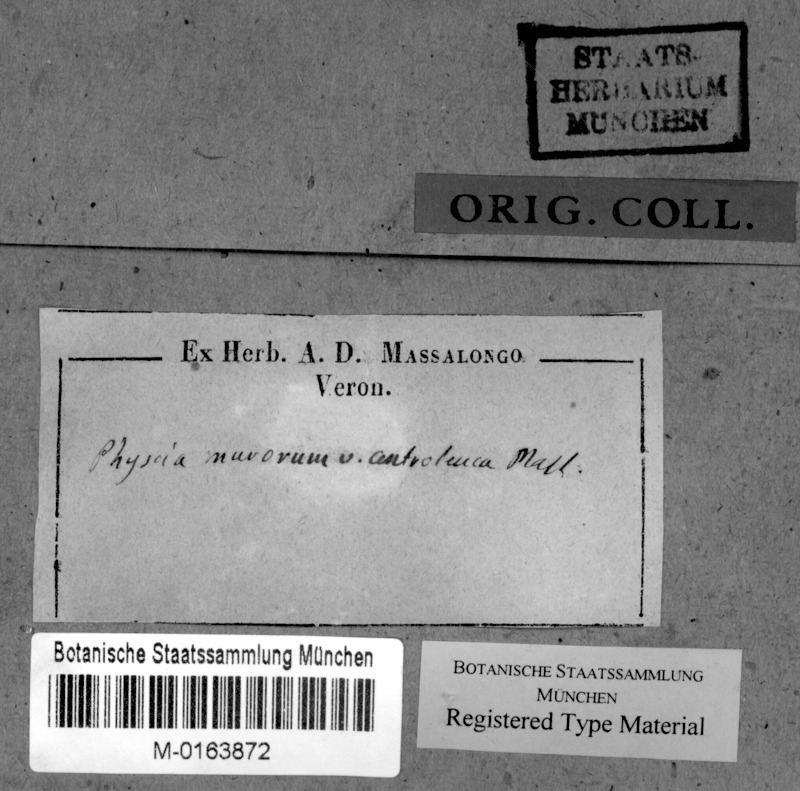 STAATS-
HERBARIUM
MÜNCHEN
ORIG. COLL.
Ex Herb. A. D. MASSALONGO
Veron.
Physcia murorum v. centroleuca Mass.
Botanische Staatssammlung München
M-0163872
BOTANISCHE STAATSSAMMLUNG
MÜNCHEN
Registered Type Material